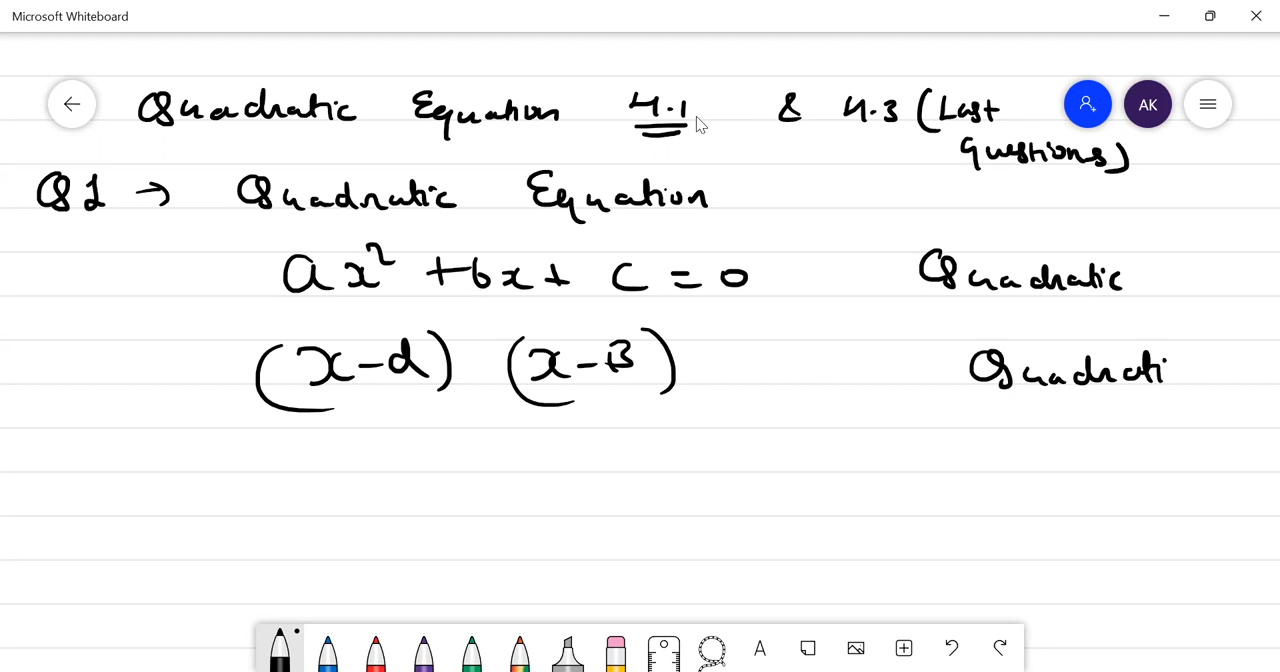 Microsoft Whiteboard
Quadratic Equation 4.1 & 4.3 (Last
Questions)
AK
Q1 → Quadratic Equation
ax² + bx + c = 0 Quadratic
(x-α) (x-β) Quadrati
A